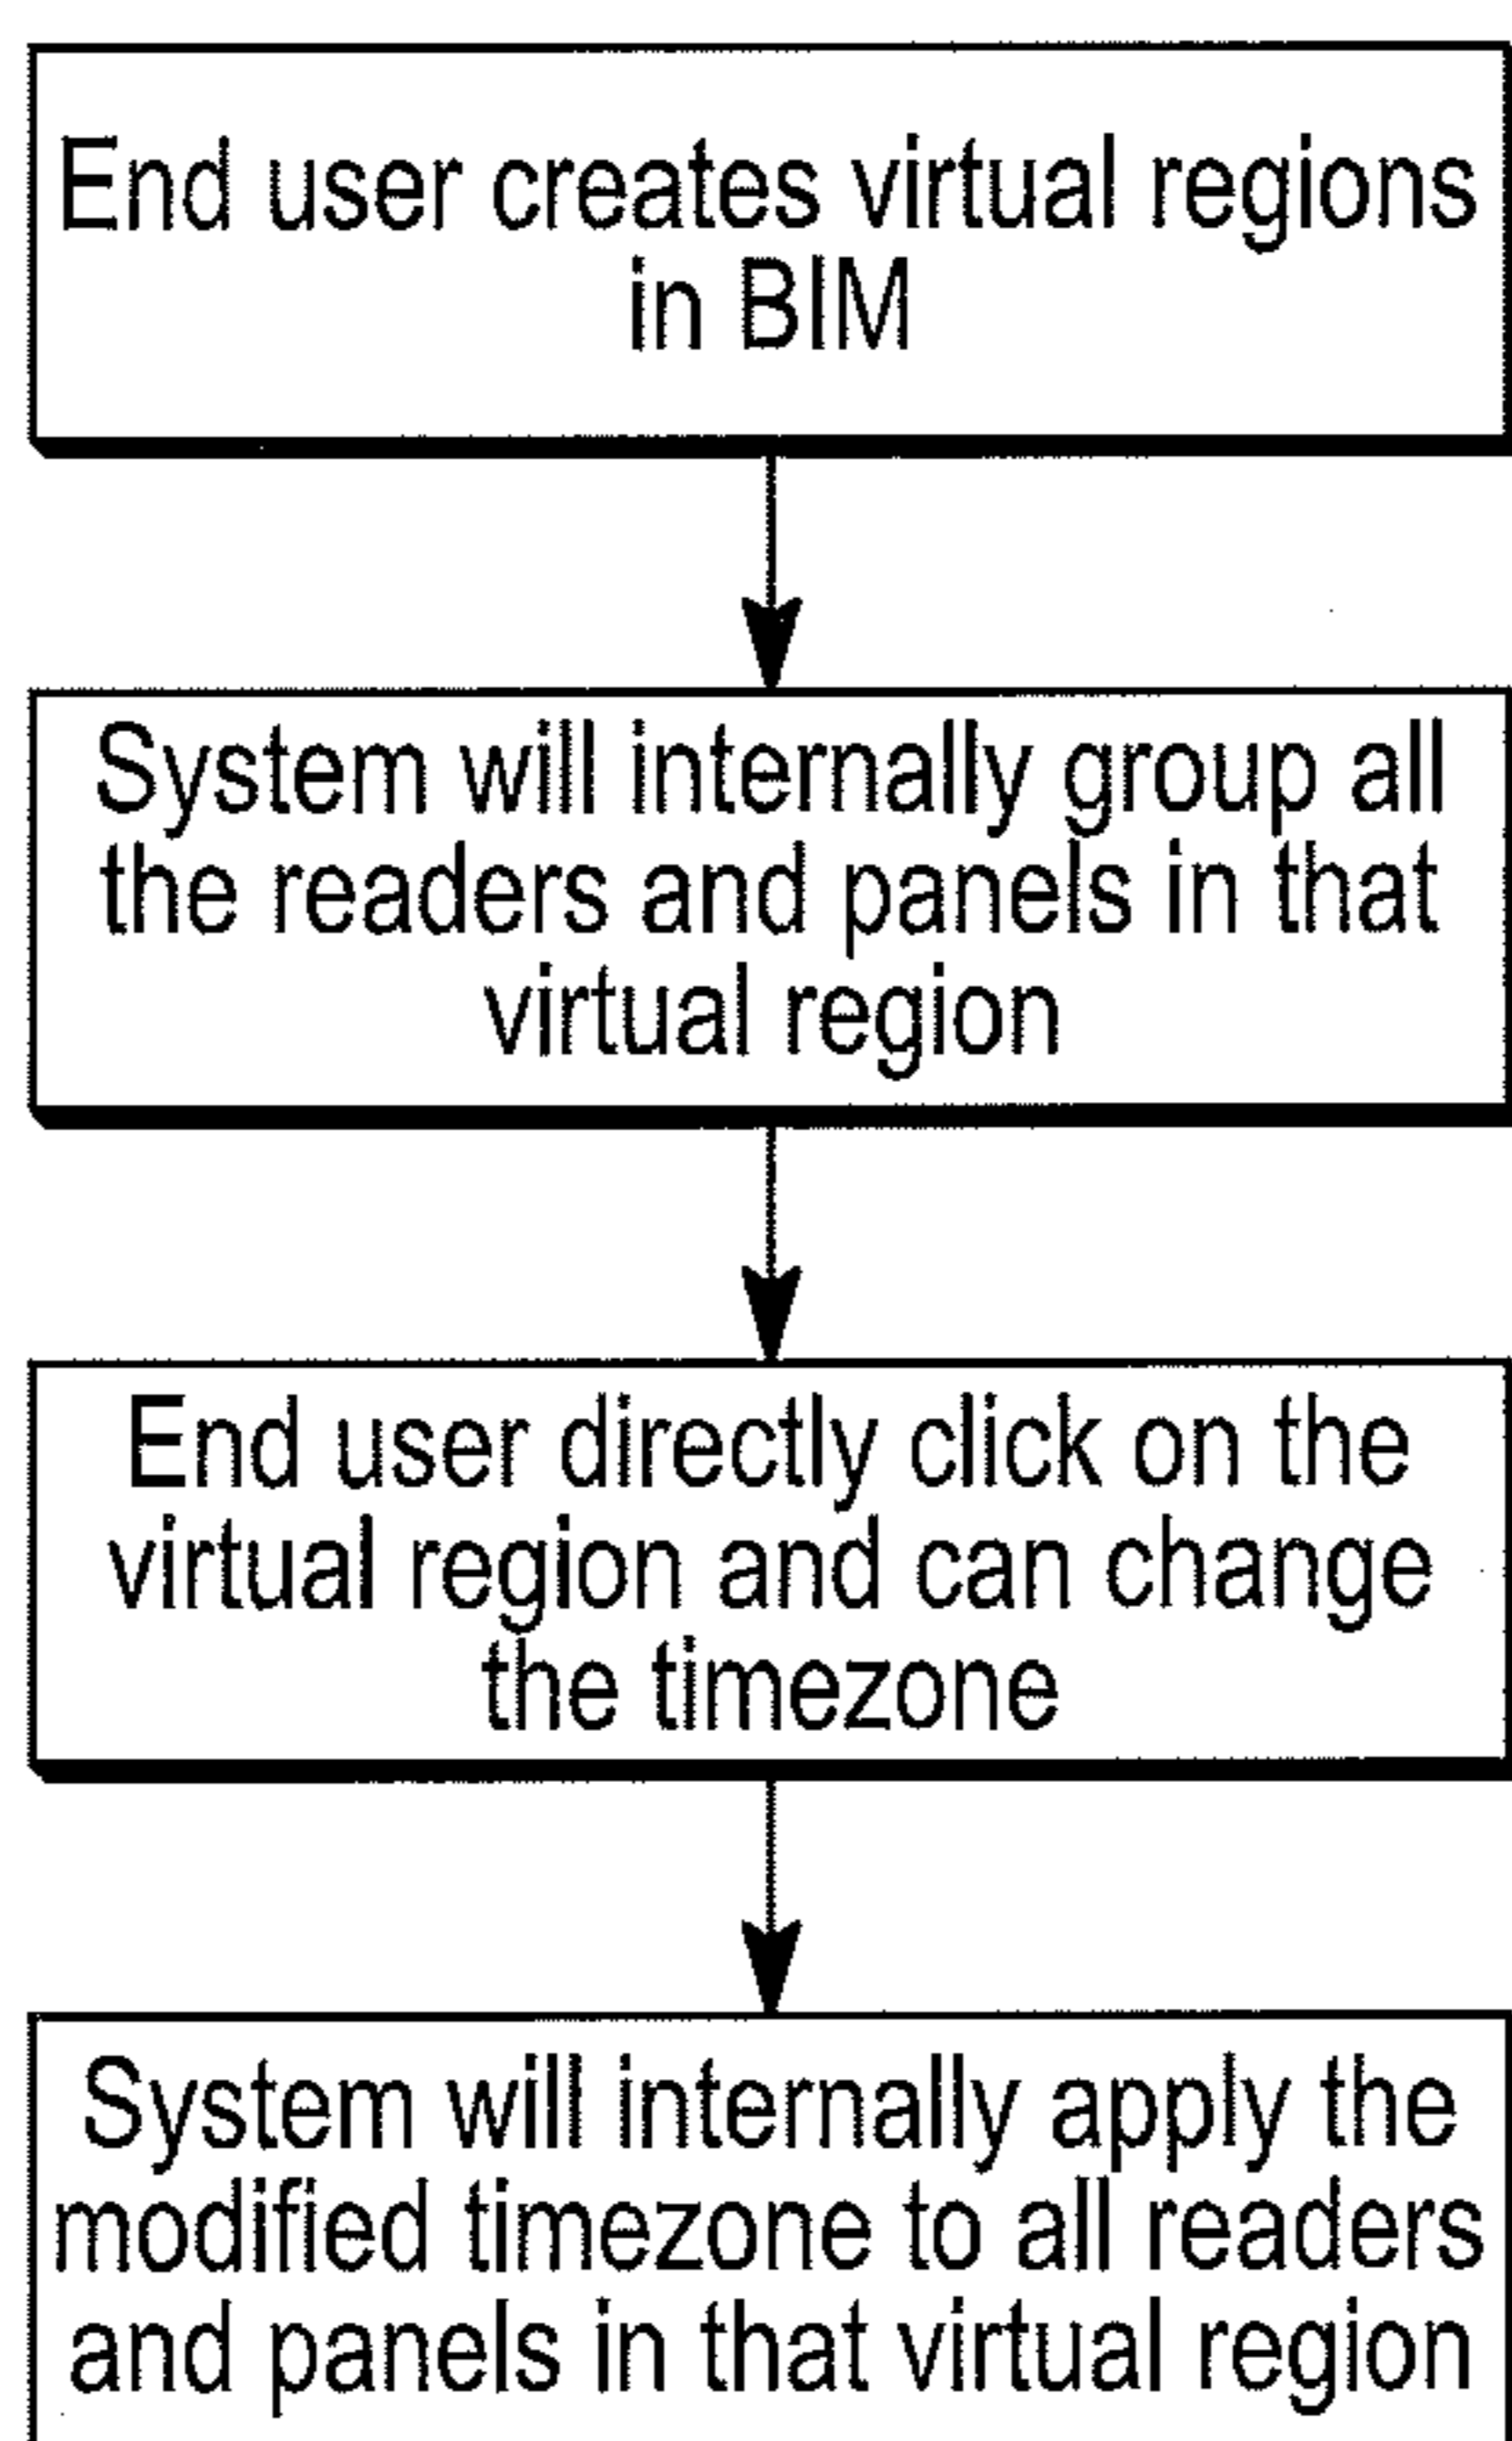 End user creates virtual regions
in BIM
System will internally group all
the readers and panels in that
virtual region
End user directly click on the
virtual region and can change
the timezone
System will internally apply the
modified timezone to all readers
and panels in that virtual region